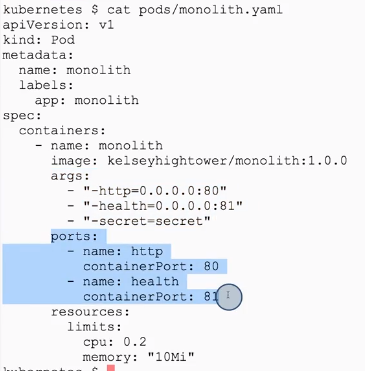 kubernetes $ cat pods/monolith.yaml
apiVersion: v1
kind: Pod
metadata:
  name: monolith
  labels:
    app: monolith
spec:
  containers:
    - name: monolith
      image: kelseyhightower/monolith:1.0.0
      args:
        - "-http=0.0.0.0:80"
        - "-health=0.0.0.0:81"
        - "-secret=secret"
      ports:
        - name: http
          containerPort: 80
        - name: health
          containerPort: 81
      resources:
        limits:
          cpu: 0.2
          memory: "10Mi"
kubernetes $